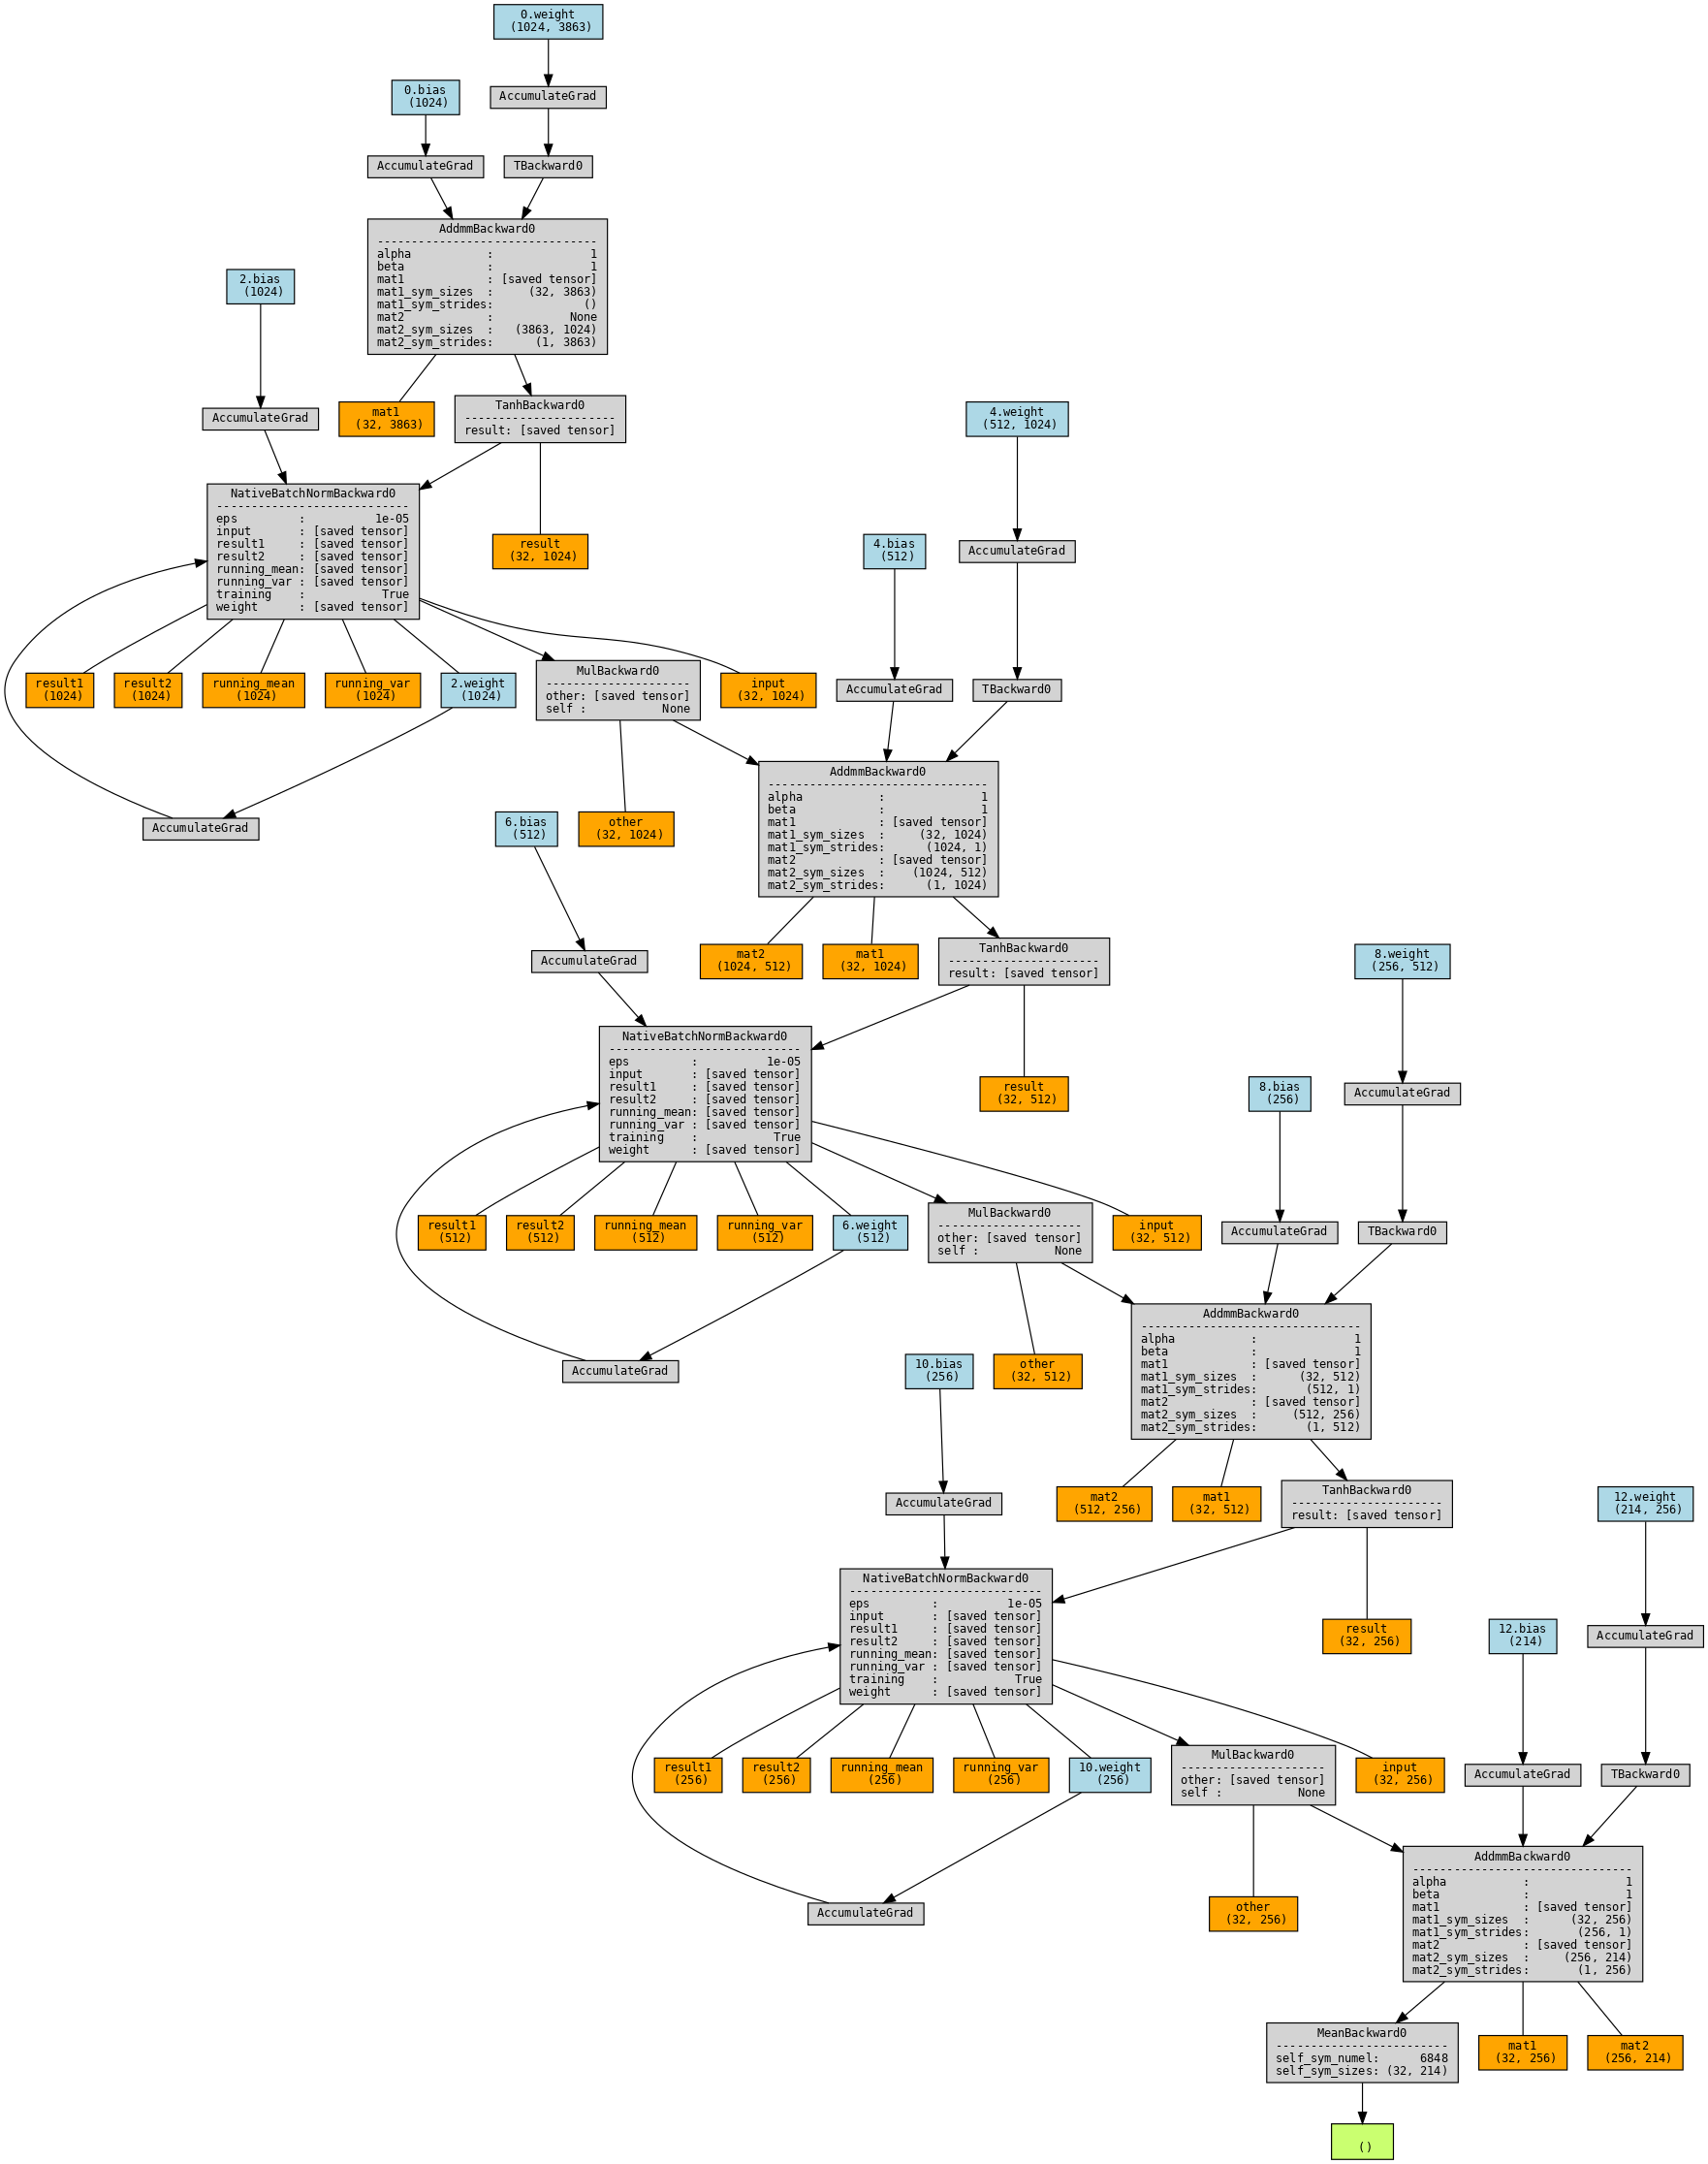 0.weight
(1024, 3863)
0.bias
(1024)
AccumulateGrad
AccumulateGrad
TBackward0
AddmmBackward0
--------------------------------
alpha           :              1
beta            :              1
mat1            : [saved tensor]
mat1_sym_sizes  :     (32, 3863)
mat1_sym_strides:             ()
mat2            :           None
mat2_sym_sizes  :   (3863, 1024)
mat2_sym_strides:      (1, 3863)
2.bias
(1024)
AccumulateGrad
mat1
(32, 3863)
TanhBackward0
----------------------
result: [saved tensor]
4.weight
(512, 1024)
NativeBatchNormBackward0
----------------------------
eps         :          1e-05
input       : [saved tensor]
result1     : [saved tensor]
result2     : [saved tensor]
running_mean: [saved tensor]
running_var : [saved tensor]
training    :           True
weight      : [saved tensor]
result
(32, 1024)
4.bias
(512)
AccumulateGrad
result1
(1024)
result2
(1024)
running_mean
(1024)
running_var
(1024)
2.weight
(1024)
MulBackward0
---------------------
other: [saved tensor]
self :           None
input
(32, 1024)
AccumulateGrad
TBackward0
AccumulateGrad
6.bias
(512)
other
(32, 1024)
AddmmBackward0
--------------------------------
alpha           :              1
beta            :              1
mat1            : [saved tensor]
mat1_sym_sizes  :     (32, 1024)
mat1_sym_strides:      (1024, 1)
mat2            : [saved tensor]
mat2_sym_sizes  :    (1024, 512)
mat2_sym_strides:      (1, 1024)
AccumulateGrad
mat2
(1024, 512)
mat1
(32, 1024)
TanhBackward0
----------------------
result: [saved tensor]
8.weight
(256, 512)
NativeBatchNormBackward0
----------------------------
eps         :          1e-05
input       : [saved tensor]
result1     : [saved tensor]
result2     : [saved tensor]
running_mean: [saved tensor]
running_var : [saved tensor]
training    :           True
weight      : [saved tensor]
result
(32, 512)
8.bias
(256)
AccumulateGrad
result1
(512)
result2
(512)
running_mean
(512)
running_var
(512)
6.weight
(512)
MulBackward0
---------------------
other: [saved tensor]
self :           None
input
(32, 512)
AccumulateGrad
TBackward0
AccumulateGrad
10.bias
(256)
other
(32, 512)
AddmmBackward0
--------------------------------
alpha           :              1
beta            :              1
mat1            : [saved tensor]
mat1_sym_sizes  :      (32, 512)
mat1_sym_strides:       (512, 1)
mat2            : [saved tensor]
mat2_sym_sizes  :     (512, 256)
mat2_sym_strides:       (1, 512)
AccumulateGrad
mat2
(512, 256)
mat1
(32, 512)
TanhBackward0
----------------------
result: [saved tensor]
12.weight
(214, 256)
NativeBatchNormBackward0
----------------------------
eps         :          1e-05
input       : [saved tensor]
result1     : [saved tensor]
result2     : [saved tensor]
running_mean: [saved tensor]
running_var : [saved tensor]
training    :           True
weight      : [saved tensor]
result
(32, 256)
12.bias
(214)
AccumulateGrad
result1
(256)
result2
(256)
running_mean
(256)
running_var
(256)
10.weight
(256)
MulBackward0
---------------------
other: [saved tensor]
self :           None
input
(32, 256)
AccumulateGrad
TBackward0
AccumulateGrad
other
(32, 256)
AddmmBackward0
--------------------------------
alpha           :              1
beta            :              1
mat1            : [saved tensor]
mat1_sym_sizes  :      (32, 256)
mat1_sym_strides:       (256, 1)
mat2            : [saved tensor]
mat2_sym_sizes  :     (256, 214)
mat2_sym_strides:       (1, 256)
MeanBackward0
-------------------------
self_sym_numel:      6848
self_sym_sizes: (32, 214)
mat1
(32, 256)
mat2
(256, 214)
()